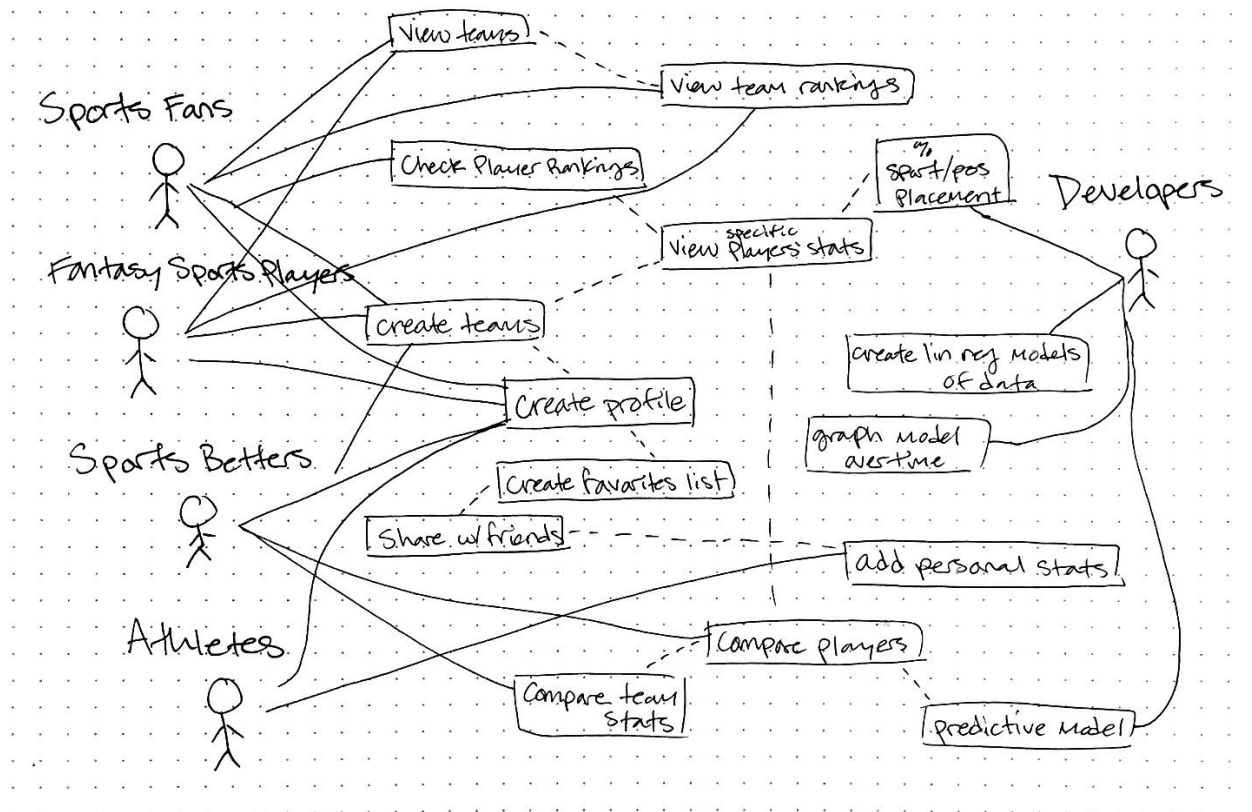 View teams
View team rankings
Sports Fans
Check Player Rankings
%
sport/pos
Placement
Developers
specific
View Players' stats
Fantasy Sports Players
create teams
create lin reg models
of data
Create profile
graph model
overtime
Sports Betters
Create favorites list
Share w/ friends
add personal stats
Athletes
Compare players
Compare team
Stats
predictive model